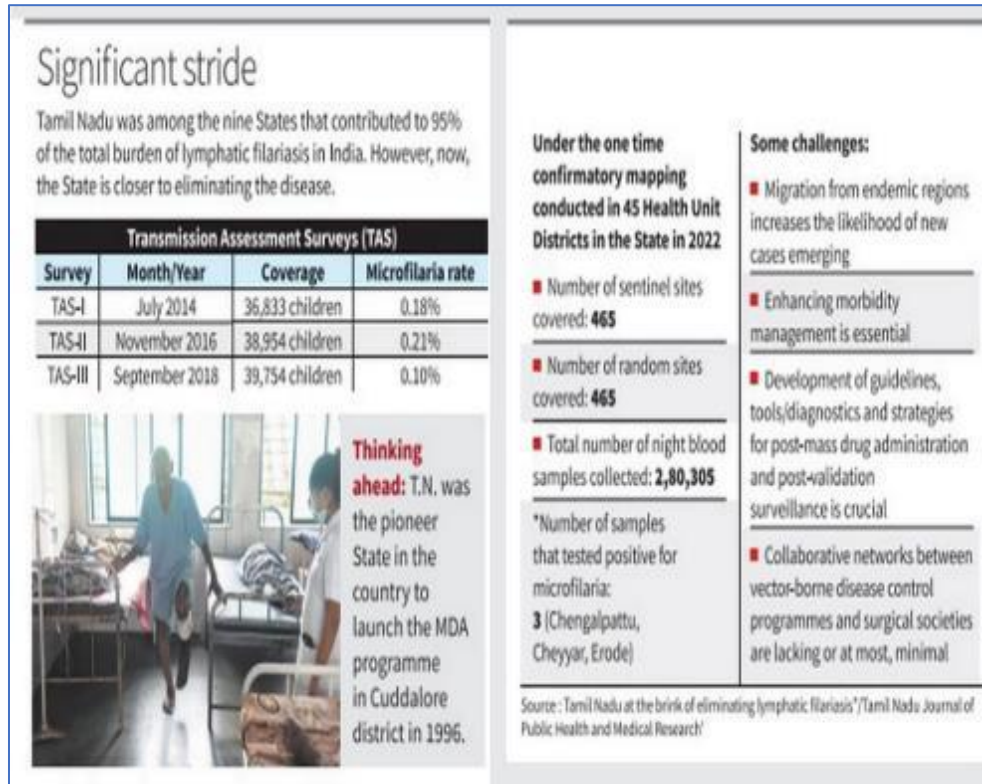 Significant stride
Tamil Nadu was among the nine States that contributed to 95%
of the total burden of lymphatic filariasis in India. However, now,
the State is closer to eliminating the disease.
Transmission Assessment Surveys (TAS)
Survey Month/Year Coverage Microfilaria rate
TAS-I July 2014 36,833 children 0.18%
TAS-II November 2016 38,954 children 0.21%
TAS-III September 2018 39,754 children 0.10%
Thinking
ahead: T.N. was
the pioneer
State in the
country to
launch the MDA
programme
in Cuddalore
district in 1996.
Under the one time
confirmatory mapping
conducted in 45 Health Unit
Districts in the State in 2022
■ Number of sentinel sites
covered: 465
■ Number of random sites
covered: 465
■ Total number of night blood
samples collected: 2,80,305
*Number of samples
that tested positive for
microfilaria:
3 (Chengalpattu,
Cheyyar, Erode)
Some challenges:
■ Migration from endemic regions
increases the likelihood of new
cases emerging
■ Enhancing morbidity
management is essential
■ Development of guidelines,
tools/diagnostics and strategies
for post-mass drug administration
and post-validation
surveillance is crucial
■ Collaborative networks between
vector-borne disease control
programmes and surgical societies
are lacking or at most, minimal
Source : Tamil Nadu at the brink of eliminating lymphatic filariasis"/Tamil Nadu Journal of
Public Health and Medical Research'